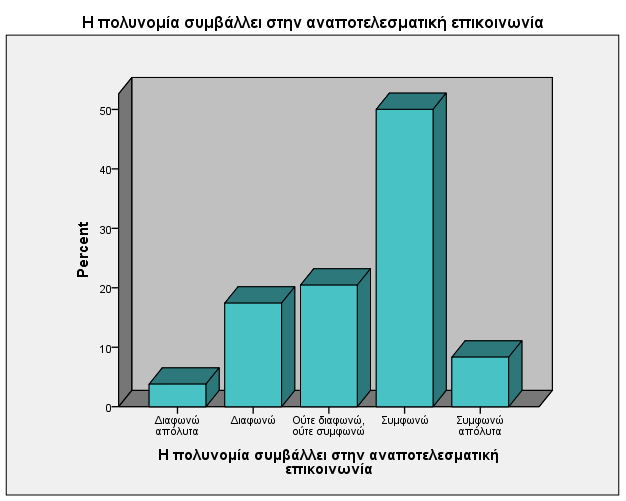 Η πολυνομία συμβάλλει στην αναποτελεσματική επικοινωνία
50
40
30
20
10
0
Percent
Διαφωνώ
απόλυτα
Διαφωνώ
Ούτε διαφωνώ,
ούτε συμφωνώ
Συμφωνώ
Συμφωνώ
απόλυτα
Η πολυνομία συμβάλλει στην αναποτελεσματική
επικοινωνία